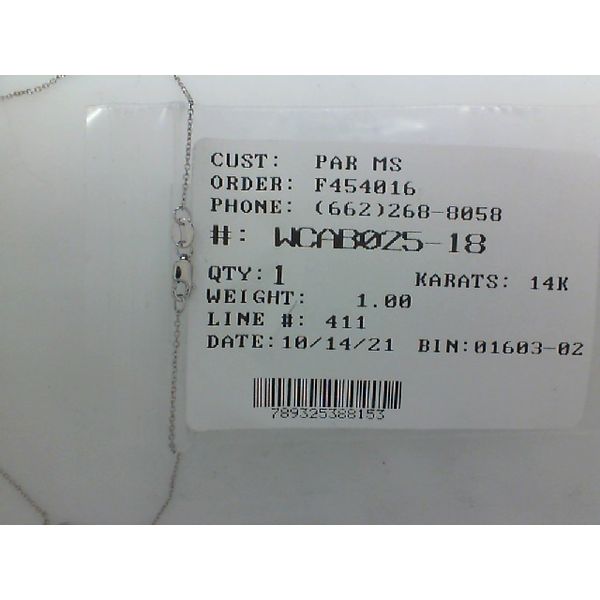 CUST: PAR MS
ORDER: F454016
PHONE: (662)268-8058
#: WCAB025-18
QTY: 1 KARATS: 14K
WEIGHT: 1.00
LINE #: 411
DATE: 10/14/21 BIN: 01603-02
789325388153